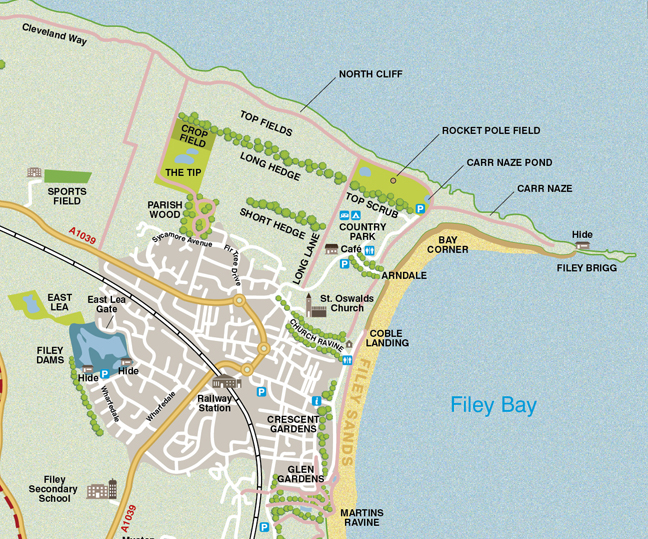 Cleveland Way
NORTH CLIFF
TOP FIELDS
ROCKET POLE FIELD
CROP
FIELD
LONG HEDGE
CARR NAZE POND
THE TIP
CARR NAZE
SPORTS
FIELD
PARISH
WOOD
TOP SCRUB
P
SHORT HEDGE
COUNTRY
PARK
A1039
Sycamore Avenue
Fir tree Drive
LONG LANE
Café
P
BAY
CORNER
Hide
FILEY BRIGG
ARNDALE
EAST
LEA
East Lea
Gate
St. Oswalds
Church
CHURCH RAVINE
COBLE
LANDING
FILEY
DAMS
Hide
P
Hide
FILEY SANDS
Wharfedale
Wharfedale
Railway
Station
P
i
Filey Bay
CRESCENT
GARDENS
Filey
Secondary
School
GLEN
GARDENS
A1039
MARTINS
RAVINE
P